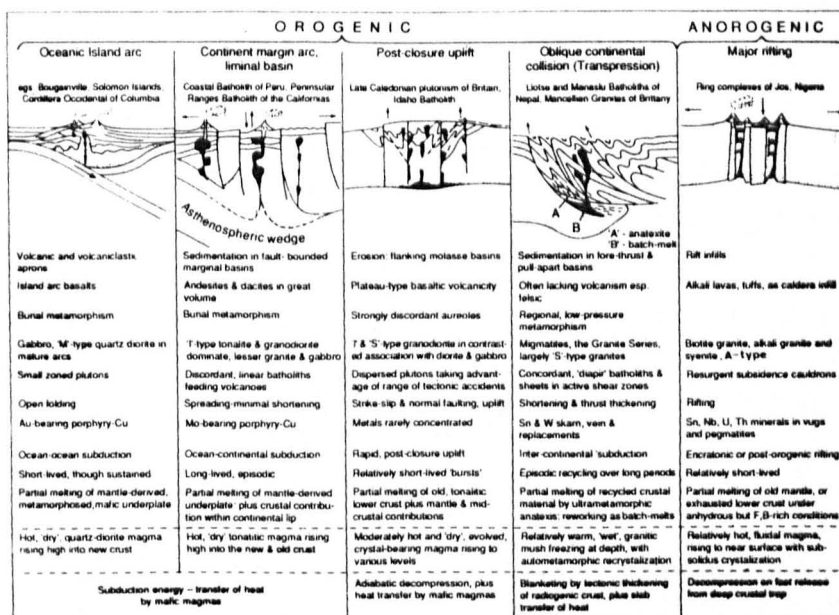 OROGENIC
ANOROGENIC
Oceanic Island arc
Continent margin arc,
liminal basin
Post-closure uplift
Oblique continental
collision (Transpression)
Major rifting
egs Bougainville, Solomon Islands,
Cordillera Occidental of Columbia
Coastal Batholith of Peru, Peninsular
Ranges Batholith of the Californias
Late Caledonian plutonism of Britain,
Idaho Batholith
Lhotse and Manaslu Batholiths of
Nepal, Mancellian Granites of Brittany
Ring complexes of Jos, Nigeria
Asthenospheric wedge
A
B
'A' - anatexite
'B' - batch-melt
Volcanic and volcaniclastic
aprons
Sedimentation in fault-bounded
marginal basins
Erosion: flanking molasse basins
Sedimentation in fore-thrust &
pull-apart basins
Rift infills
Island arc basalts
Andesites & dacites in great
volume
Plateau-type basaltic volcanicity
Often lacking volcanism esp.
felsic
Alkali lavas, tuffs, as caldera infill
Burial metamorphism
Burial metamorphism
Strongly discordant aureoles
Regional, low-pressure
metamorphism
Gabbro, 'M'-type quartz diorite in
mature arcs
'I'-type tonalite & granodiorite
dominate, lesser granite & gabbro
'I' & 'S'-type granodiorite in contrast-
ed association with diorite & gabbro
Migmatites, the Granite Series,
largely 'S'-type granites
Biotite granite, alkali granite and
syenite, A-type
Small zoned plutons
Discordant, linear batholiths
feeding volcanoes
Dispersed plutons taking advant-
age of range of tectonic accidents
Concordant, 'diapir' batholiths &
sheets in active shear zones
Resurgent subsidence cauldrons
Open folding
Spreading-minimal shortening
Strike-slip & normal faulting, uplift
Shortening & thrust thickening
Rifting
Au-bearing porphyry-Cu
Mo-bearing porphyry-Cu
Metals rarely concentrated
Sn & W skarn, vein &
replacements
Sn, Nb, U, Th minerals in vugs
and pegmatites
Ocean-ocean subduction
Ocean-continental subduction
Rapid, post-closure uplift
Inter-continental 'subduction
Encratonic or post-orogenic rifting
Short-lived, though sustained
Long-lived, episodic
Relatively short-lived 'bursts'
Episodic recycling over long periods
Relatively short-lived
Partial melting of mantle-derived,
metamorphosed, mafic underplate
Partial melting of mantle-derived
underplate: plus crustal contribu-
tion within continental lip
Partial melting of old, tonalitic
lower crust plus mantle & mid-
crustal contributions
Partial melting of recycled crustal
material by ultrametamorphic
anatexis: reworking as batch-melts
Partial melting of old mantle, or
exhausted lower crust under
anhydrous but F,B-rich conditions
Hot, 'dry', quartz-diorite magma
rising high into new crust
Hot, 'dry' tonalitic magma rising
high into the new & old crust
Moderately hot and 'dry', evolved,
crystal-bearing magma rising to
various levels
Relatively warm, 'wet', granitic
mush freezing at depth, with
autometamorphic recrystalization
Relatively hot, fluidal magma,
rising to near surface with sub-
solidus crystalization
Subduction energy – transfer of heat
by mafic magmas
Adiabatic decompression, plus
heat transfer by mafic magmas
Blanketing by tectonic thickening
of radiogenic crust, plus slab
transfer of heat
Decompression on fast release
from deep crustal trap